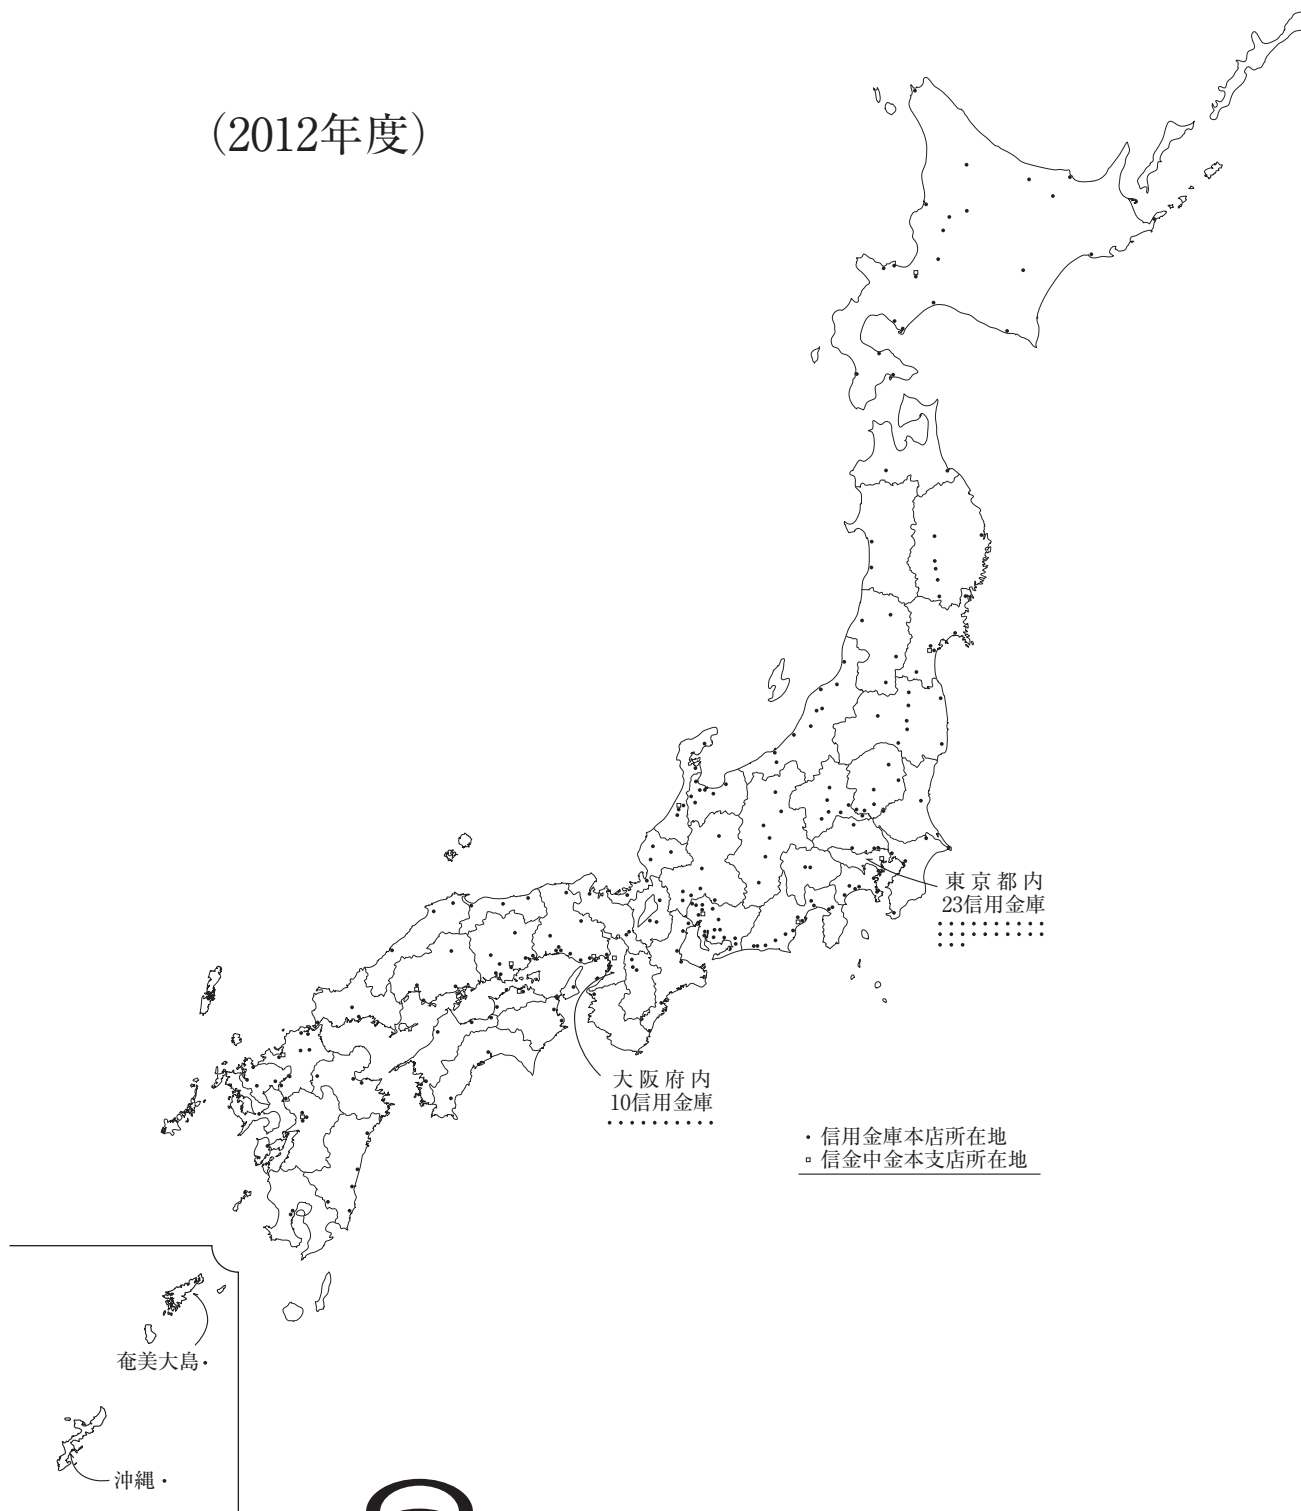 (2012年度)
東京都内
23信用金庫
大阪府内
10信用金庫
・信用金庫本店所在地
▫信金中金本支店所在地
奄美大島・
沖縄・